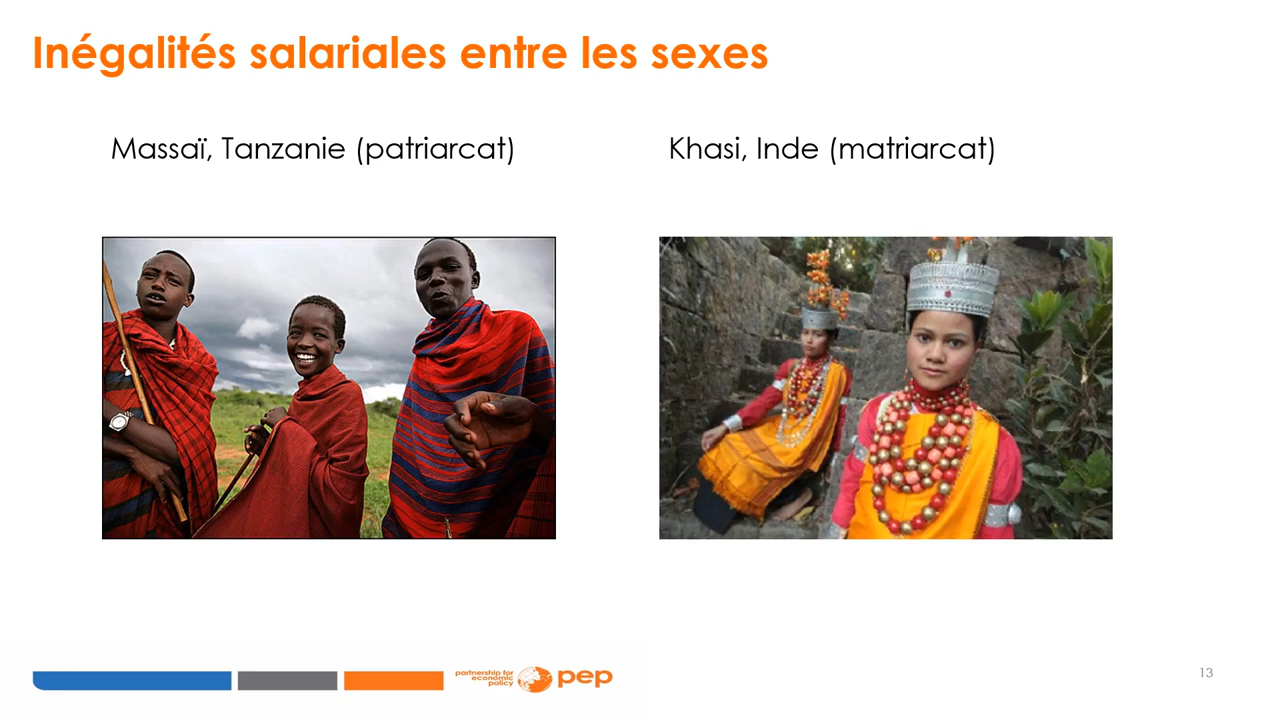 Inégalités salariales entre les sexes
Massaï, Tanzanie (patriarcat)
Khasi, Inde (matriarcat)
partnership for
economic
policy
pep
13